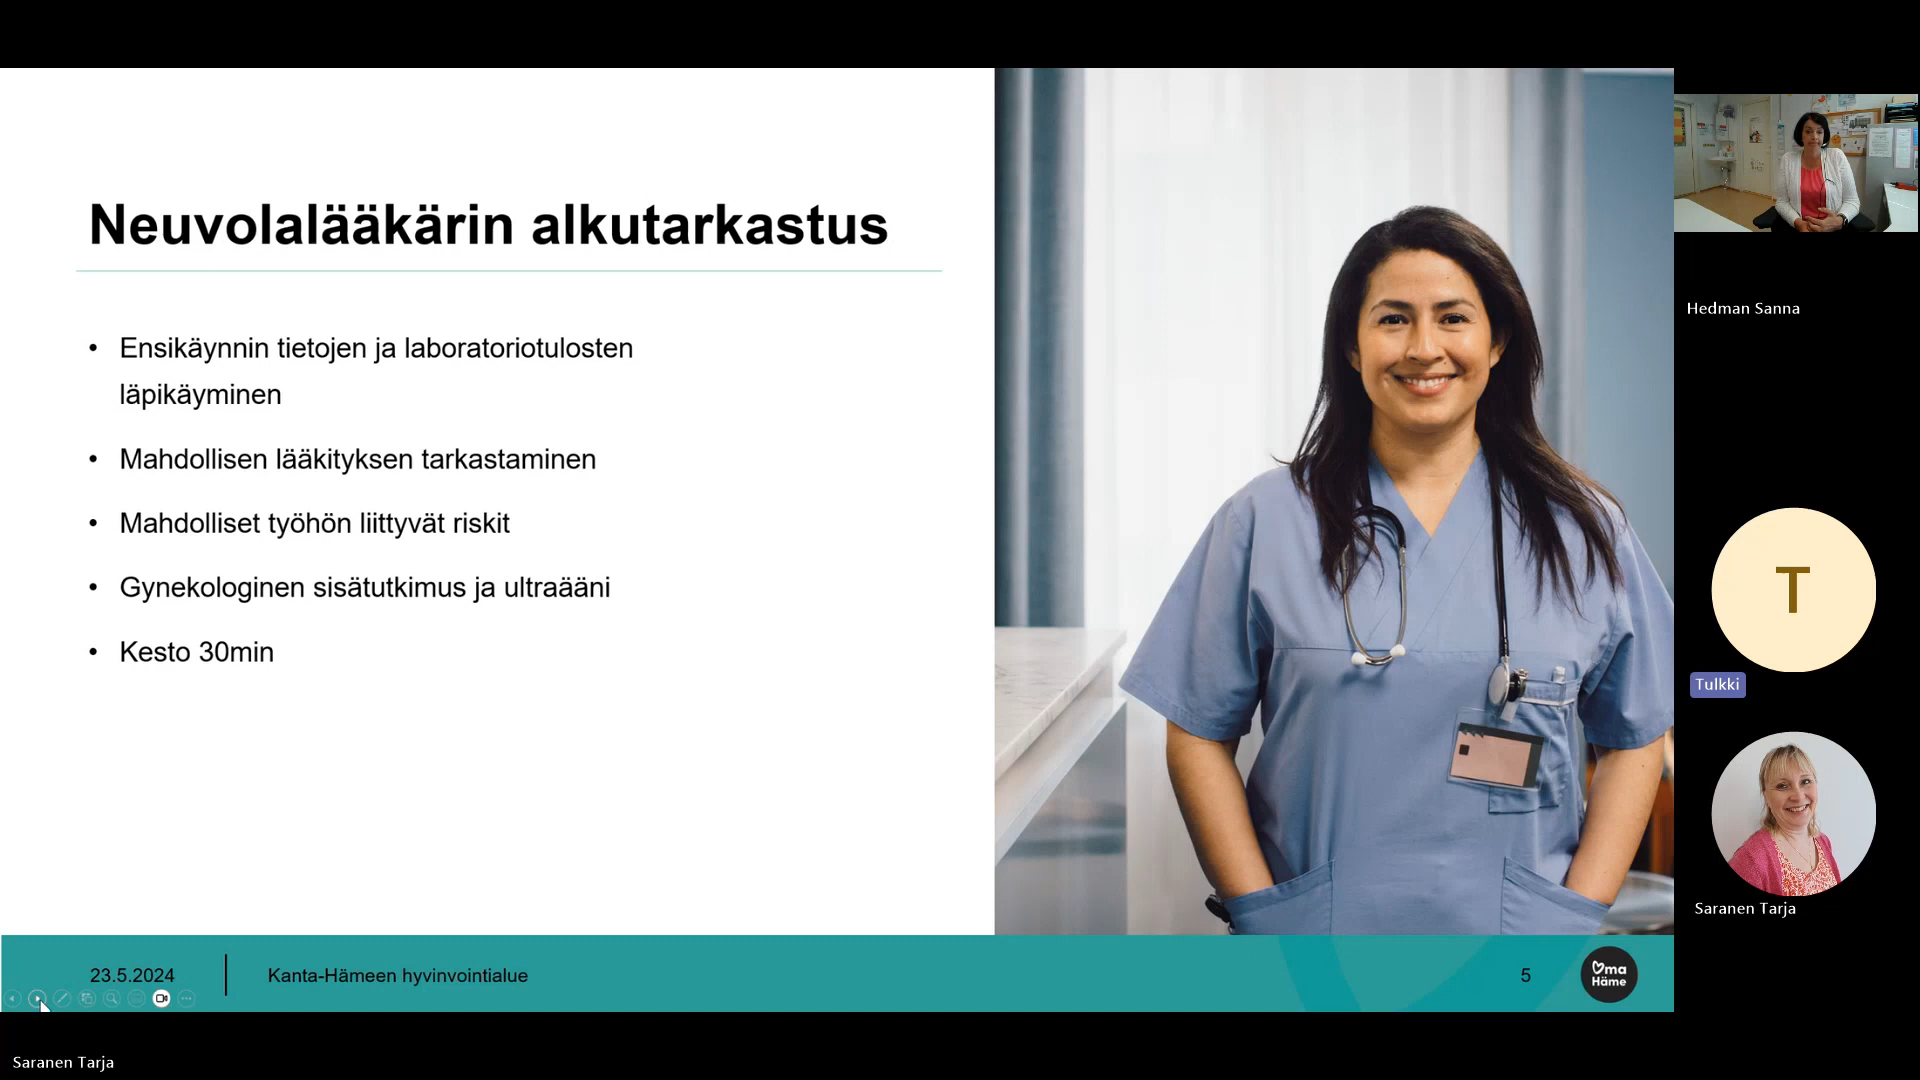 Neuvolalääkärin alkutarkastus
• Ensikäynnin tietojen ja laboratoriotulosten
läpikäyminen
• Mahdollisen lääkityksen tarkastaminen
• Mahdolliset työhön liittyvät riskit
• Gynekologinen sisätutkimus ja ultraääni
• Kesto 30min
23.5.2024
Kanta-Hämeen hyvinvointialue
5
Oma
Häme
Hedman Sanna
T
Tulkki
Saranen Tarja
Saranen Tarja